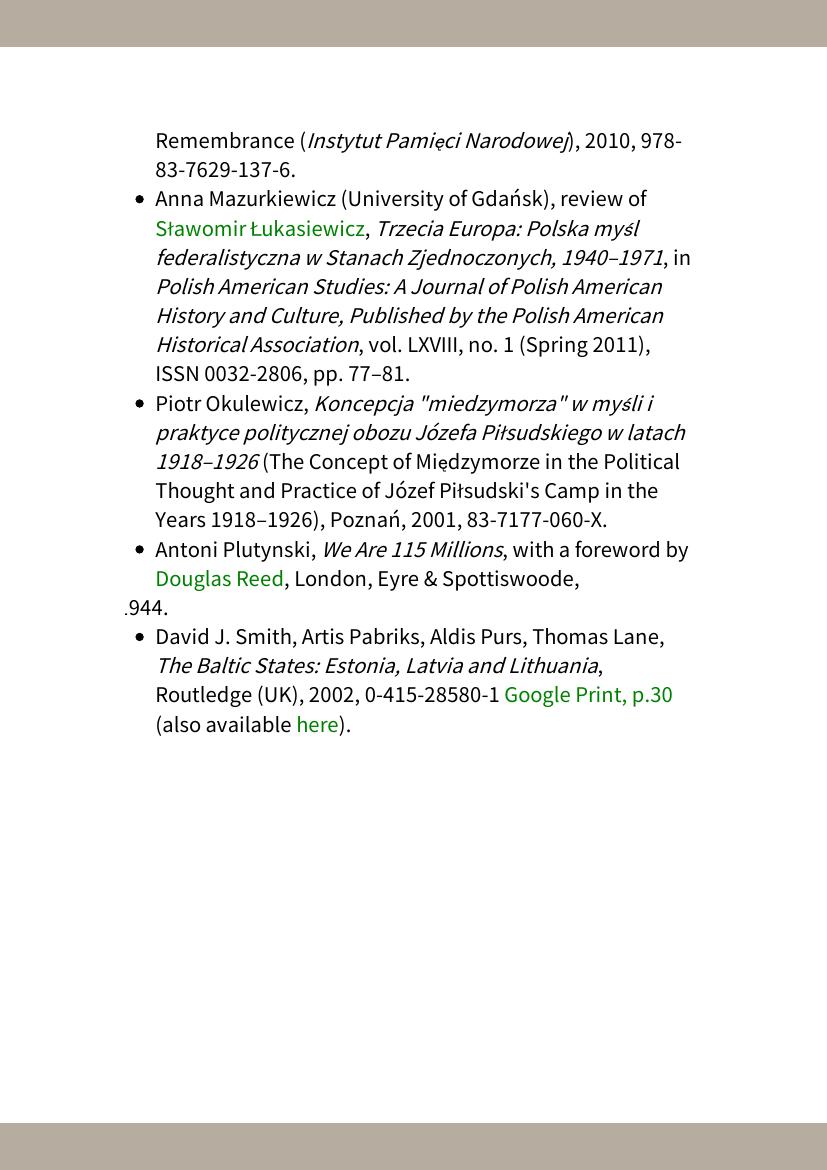 Remembrance (Instytut Pamięci Narodowej), 2010, 978-
83-7629-137-6.
• Anna Mazurkiewicz (University of Gdańsk), review of
Sławomir Łukasiewicz, Trzecia Europa: Polska myśl
federalistyczna w Stanach Zjednoczonych, 1940–1971, in
Polish American Studies: A Journal of Polish American
History and Culture, Published by the Polish American
Historical Association, vol. LXVIII, no. 1 (Spring 2011),
ISSN 0032-2806, pp. 77–81.
• Piotr Okulewicz, Koncepcja "miedzymorza" w myśli i
praktyce politycznej obozu Józefa Piłsudskiego w latach
1918–1926 (The Concept of Międzymorze in the Political
Thought and Practice of Józef Piłsudski's Camp in the
Years 1918–1926), Poznań, 2001, 83-7177-060-X.
• Antoni Plutynski, We Are 115 Millions, with a foreword by
Douglas Reed, London, Eyre & Spottiswoode,
.944.
• David J. Smith, Artis Pabriks, Aldis Purs, Thomas Lane,
The Baltic States: Estonia, Latvia and Lithuania,
Routledge (UK), 2002, 0-415-28580-1 Google Print, p.30
(also available here).